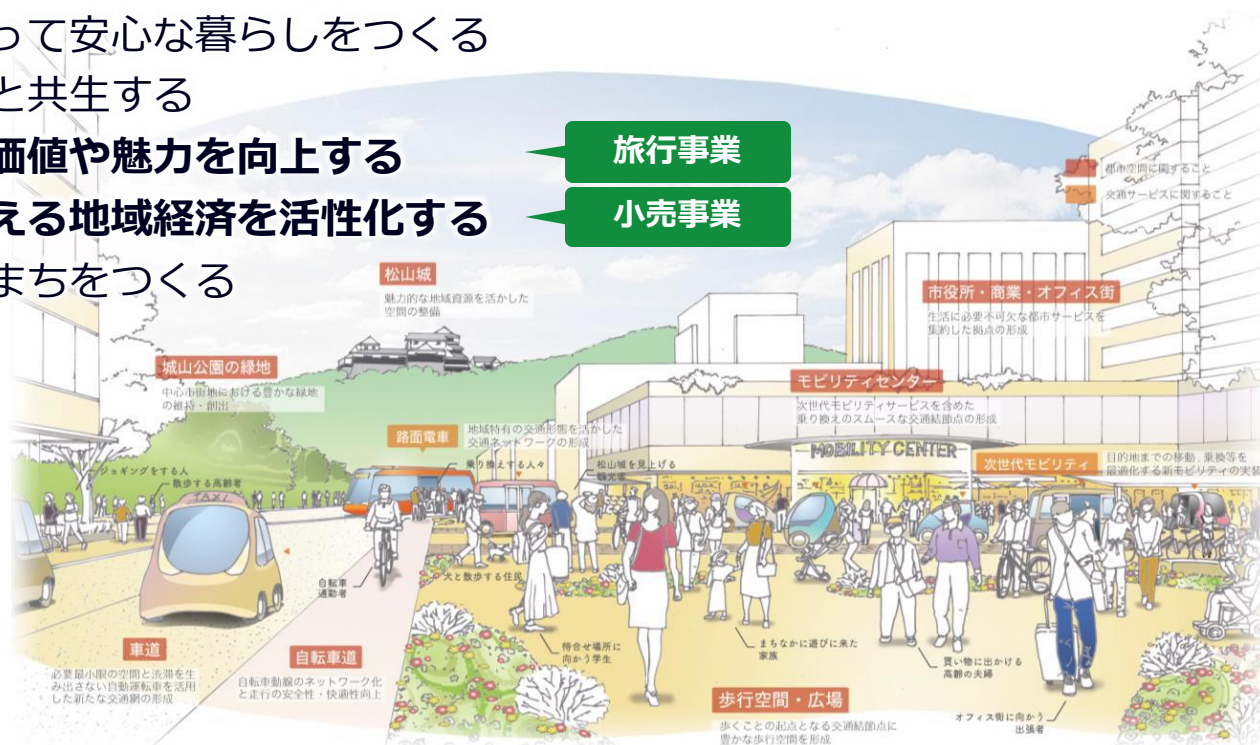 って安心な暮らしをつくる
と共生する
価値や魅力を向上する
旅行事業
える地域経済を活性化する
小売事業
まちをつくる
都市空間に関すること
交通サービスに関すること
松山城
魅力的な地域資源を活かした
空間の整備
市役所・商業・オフィス街
生活に必要不可欠な都市サービスを
集約した拠点の形成
城山公園の緑地
中心市街地における豊かな緑地
の維持・創出
モビリティセンター
次世代モビリティサービスを含めた
乗り換えのスムースな交通結節点の形成
路面電車
地域特有の交通形態を活かした
交通ネットワークの形成
MOBILITY CENTER
次世代モビリティ
目的地までの移動、乗換等を
最適化する新モビリティの実装
ジョギングをする人
散歩する高齢者
乗り換えする人々
松山城を見上げる
観光客
TAXI
自転車
通勤者
犬と散歩する住民
待合せ場所に
向かう学生
まちなかに遊びに来た
家族
買い物に出かける
高齢の夫婦
オフィス街に向かう
出張者
車道
必要最小限の空間と渋滞を生
み出さない自動運転車を活用
した新たな交通網の形成
自転車道
自転車動線のネットワーク化
と走行の安全性・快適性向上
歩行空間・広場
歩くことの起点となる交通結節点に
豊かな歩行空間を形成